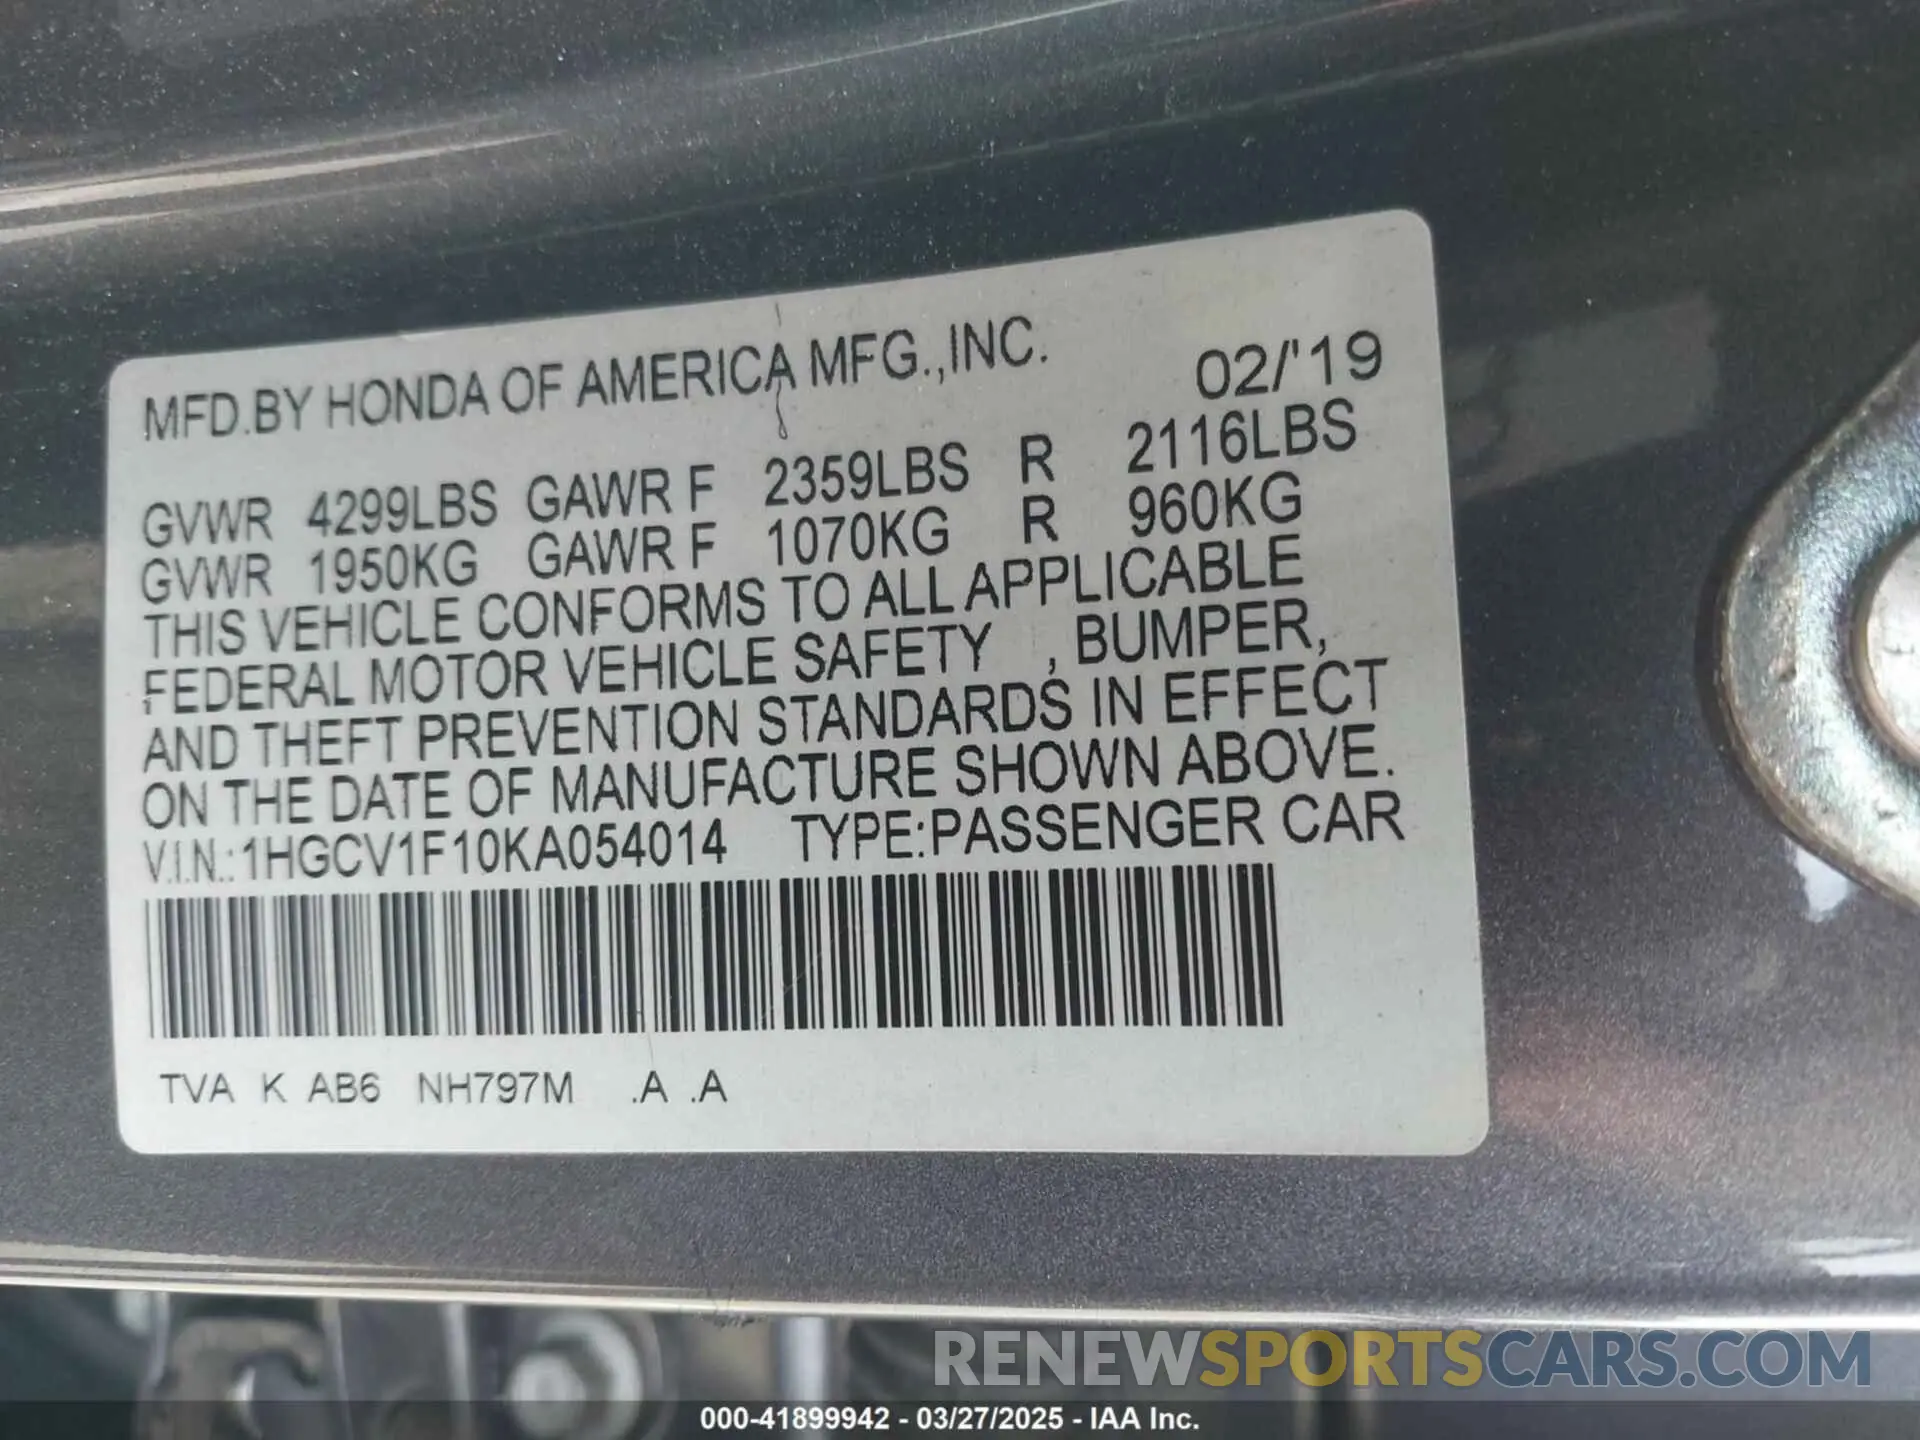 MFD.BY HONDA OF AMERICA MFG.,INC. 02/'19
GVWR 4299LBS GAWR F 2359LBS R 2116LBS
GVWR 1950KG GAWR F 1070KG R 960KG
THIS VEHICLE CONFORMS TO ALL APPLICABLE
FEDERAL MOTOR VEHICLE SAFETY , BUMPER,
AND THEFT PREVENTION STANDARDS IN EFFECT
ON THE DATE OF MANUFACTURE SHOWN ABOVE.
V.I.N.:1HGCV1F10KA054014 TYPE:PASSENGER CAR
TVA K AB6 NH797M .A .A
RENEWSPORTSCARS.COM
000-41899942 - 03/27/2025 - IAA Inc.